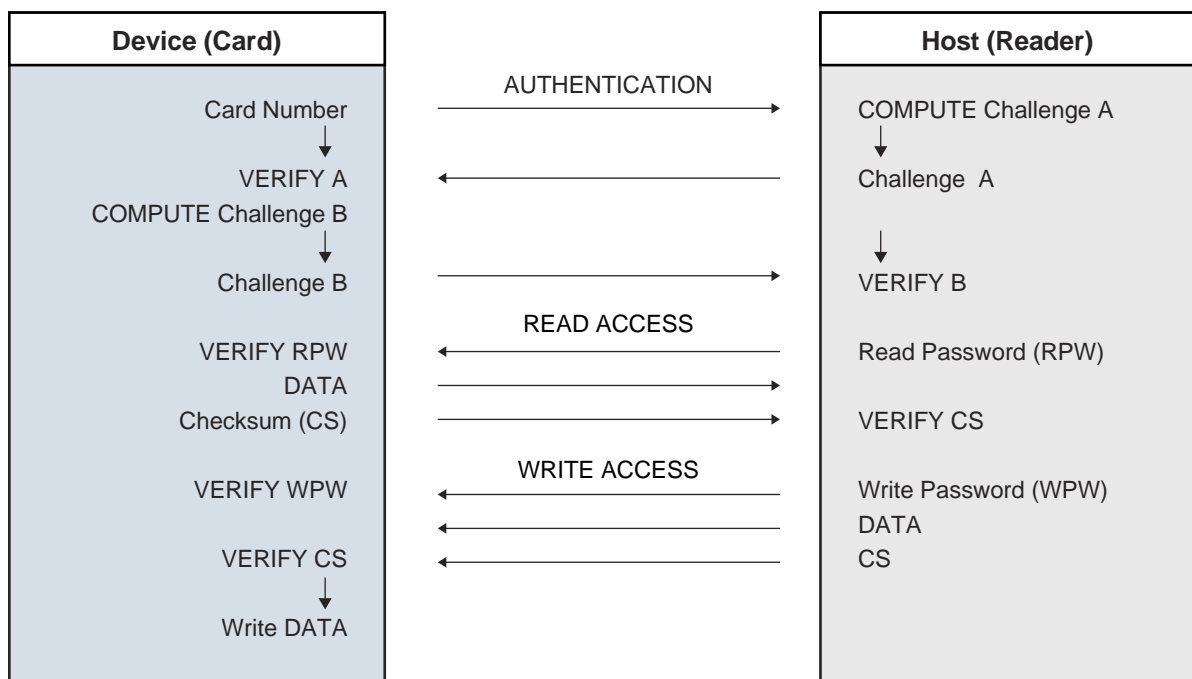 Device (Card)
Host (Reader)
AUTHENTICATION
Card Number
COMPUTE Challenge A
VERIFY A
Challenge A
COMPUTE Challenge B
Challenge B
VERIFY B
READ ACCESS
VERIFY RPW
Read Password (RPW)
DATA
Checksum (CS)
VERIFY CS
WRITE ACCESS
VERIFY WPW
Write Password (WPW)
DATA
VERIFY CS
CS
Write DATA